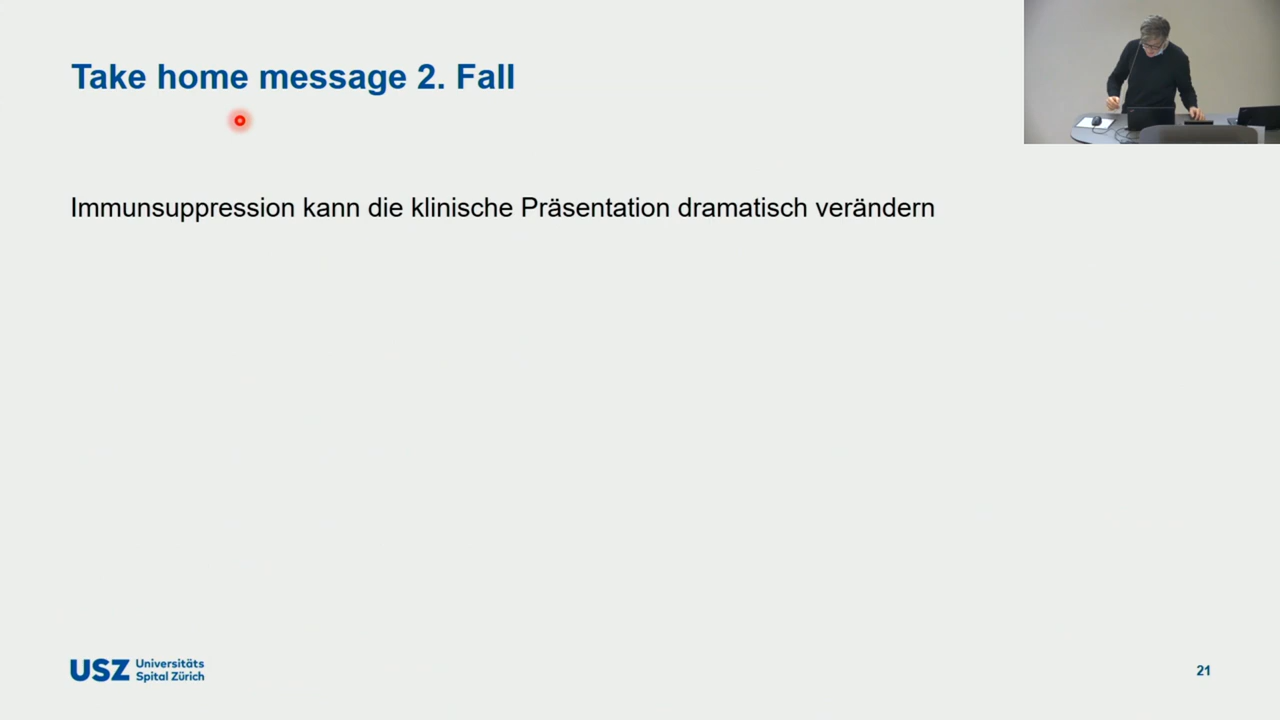 Take home message 2. Fall
Immunsuppression kann die klinische Präsentation dramatisch verändern
USZ Universitäts
Spital Zürich
21